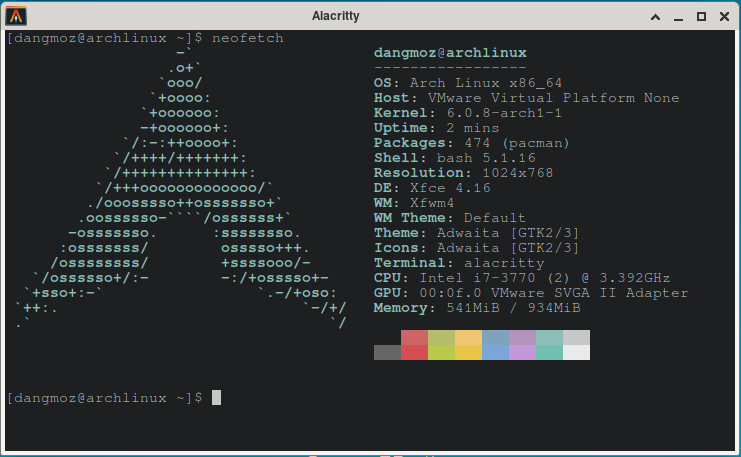 Alacritty
[dangmoz@archlinux ~]$ neofetch
                   -`                    dangmoz@archlinux
                  .o+`                   -----------------
                 `ooo/                   OS: Arch Linux x86_64
                `+oooo:                  Host: VMware Virtual Platform None
               `+oooooo:                 Kernel: 6.0.8-arch1-1
               -+oooooo+:                Uptime: 2 mins
             `/:-:++oooo+:               Packages: 474 (pacman)
            `/++++/+++++++:              Shell: bash 5.1.16
           `/++++++++++++++:             Resolution: 1024x768
          `/+++ooooooooooooo/`           DE: Xfce 4.16
         ./ooosssso++osssssso+`          WM: Xfwm4
        .oossssso-````/ossssss+`         WM Theme: Default
       -osssssso.      :ssssssso.        Theme: Adwaita [GTK2/3]
      :osssssss/        osssso+++.       Icons: Adwaita [GTK2/3]
     /ossssssss/        +ssssooo/-       Terminal: alacritty
   `/ossssso+/:-        -:/+osssso+-     CPU: Intel i7-3770 (2) @ 3.392GHz
  `+sso+:-`                 `.-/+oso:    GPU: 00:0f.0 VMware SVGA II Adapter
 `++:.                           `-/+/   Memory: 541MiB / 934MiB
 .`                                 `/
[dangmoz@archlinux ~]$